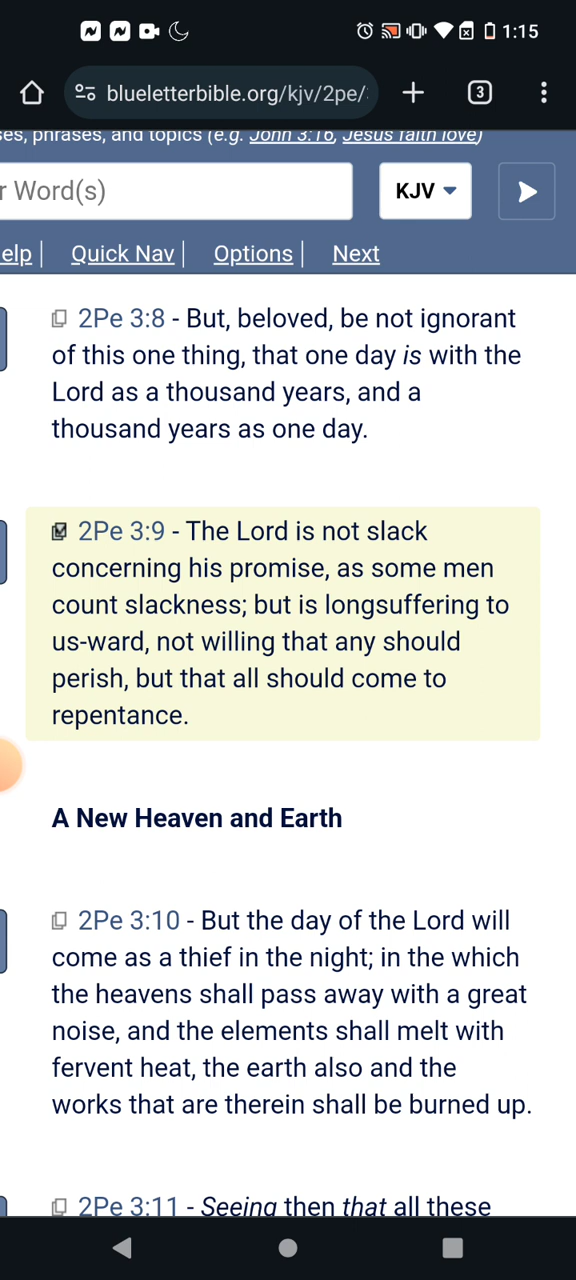 1:15
blueletterbible.org/kjv/2pe/
3
ses, phrases, and topics (e.g. John 3:16, Jesus faith love)
r Word(s)
KJV
elp | Quick Nav | Options | Next
2Pe 3:8 - But, beloved, be not ignorant
of this one thing, that one day is with the
Lord as a thousand years, and a
thousand years as one day.
2Pe 3:9 - The Lord is not slack
concerning his promise, as some men
count slackness; but is longsuffering to
us-ward, not willing that any should
perish, but that all should come to
repentance.
A New Heaven and Earth
2Pe 3:10 - But the day of the Lord will
come as a thief in the night; in the which
the heavens shall pass away with a great
noise, and the elements shall melt with
fervent heat, the earth also and the
works that are therein shall be burned up.
2Pe 3:11 - Seeing then that all these